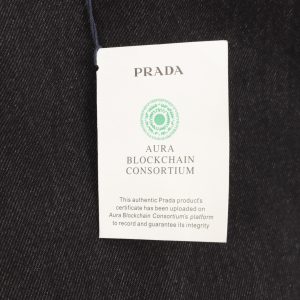 PRADA
AURA
BLOCKCHAIN
CONSORTIUM
This authentic Prada product's
certificate has been uploaded on
Aura Blockchain Consortium's platform
to record and guarantee its integrity